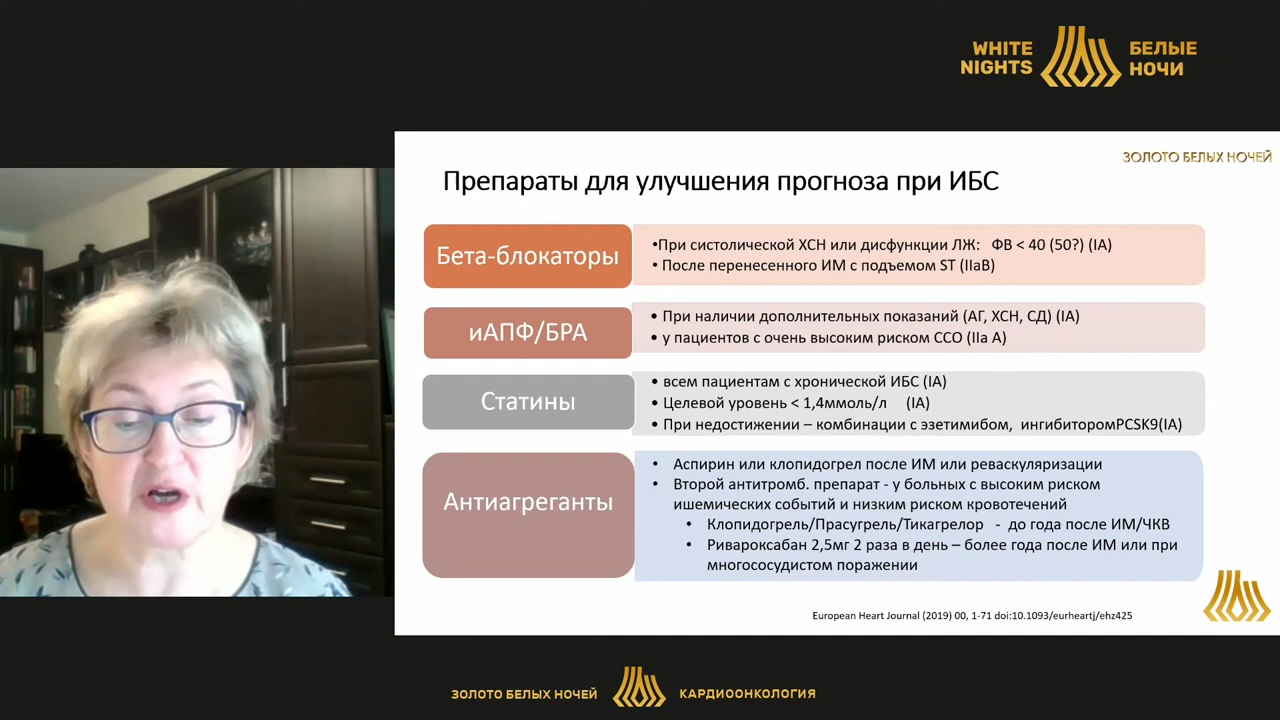 WHITE NIGHTS
БЕЛЫЕ НОЧИ
ЗОЛОТО БЕЛЫХ НОЧЕЙ
Препараты для улучшения прогноза при ИБС
Бета-блокаторы
•При систолической ХСН или дисфункции ЛЖ: ФВ < 40 (50?) (IA)
• После перенесенного ИМ с подъемом ST (IIaB)
иАПФ/БРА
• При наличии дополнительных показаний (АГ, ХСН, СД) (IA)
• у пациентов с очень высоким риском ССО (IIa A)
Статины
• всем пациентам с хронической ИБС (IA)
• Целевой уровень < 1,4ммоль/л (IA)
• При недостижении – комбинации с эзетимибом, ингибиторомPCSK9(IA)
Антиагреганты
• Аспирин или клопидогрел после ИМ или реваскуляризации
• Второй антитромб. препарат - у больных с высоким риском
ишемических событий и низким риском кровотечений
• Клопидогрель/Прасугрель/Тикагрелор - до года после ИМ/ЧКВ
• Ривароксабан 2,5мг 2 раза в день – более года после ИМ или при
многососудистом поражении
European Heart Journal (2019) 00, 1-71 doi:10.1093/eurheartj/ehz425
ЗОЛОТО БЕЛЫХ НОЧЕЙ
КАРДИООНКОЛОГИЯ